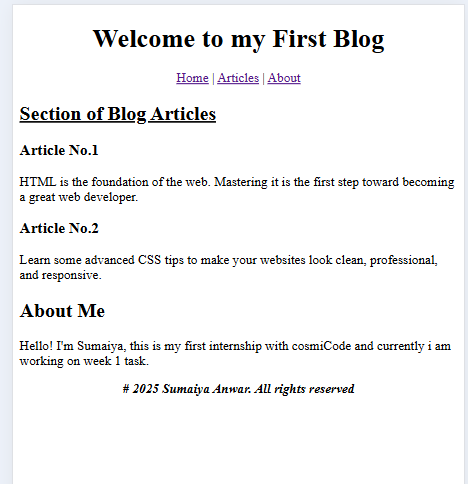 Welcome to my First Blog
Home | Articles | About
Section of Blog Articles
Article No.1
HTML is the foundation of the web. Mastering it is the first step toward becoming
a great web developer.
Article No.2
Learn some advanced CSS tips to make your websites look clean, professional,
and responsive.
About Me
Hello! I'm Sumaiya, this is my first internship with cosmiCode and currently i am
working on week 1 task.
# 2025 Sumaiya Anwar. All rights reserved